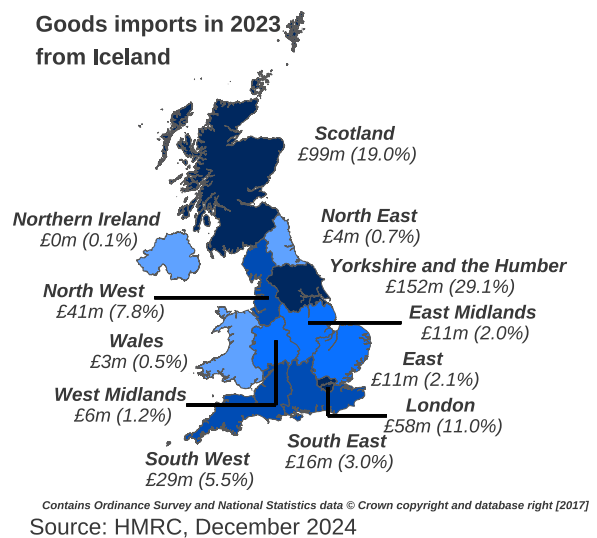 Goods imports in 2023
from Iceland
Scotland
£99m (19.0%)
Northern Ireland
£0m (0.1%)
North East
£4m (0.7%)
Yorkshire and the Humber
£152m (29.1%)
North West
£41m (7.8%)
East Midlands
£11m (2.0%)
Wales
£3m (0.5%)
East
£11m (2.1%)
West Midlands
£6m (1.2%)
London
£58m (11.0%)
South East
£16m (3.0%)
South West
£29m (5.5%)
Contains Ordinance Survey and National Statistics data © Crown copyright and database right [2017]
Source: HMRC, December 2024